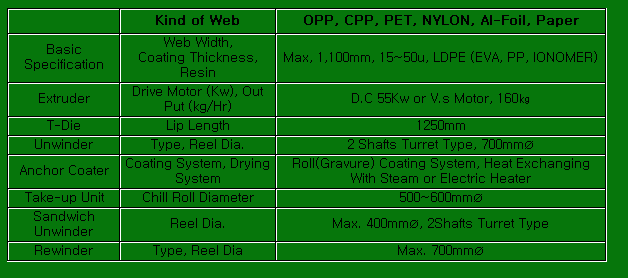 Kind of Web OPP, CPP, PET, NYLON, Al-Foil, Paper
Basic
Specification
Web Width,
Coating Thickness,
Resin
Max, 1,100mm, 15~50u, LDPE (EVA, PP, IONOMER)
Extruder
Drive Motor (Kw), Out
Put (kg/Hr)
D.C 55Kw or V.s Motor, 160㎏
T-Die Lip Length 1250mm
Unwinder Type, Reel Dia. 2 Shafts Turret Type, 700mmØ
Anchor Coater
Coating System, Drying
System
Roll(Gravure) Coating System, Heat Exchanging
With Steam or Electric Heater
Take-up Unit Chill Roll Diameter 500~600mmØ
Sandwich
Unwinder
Reel Dia.
Max. 400mmØ, 2Shafts Turret Type
Rewinder Type, Reel Dia Max. 700mmØ